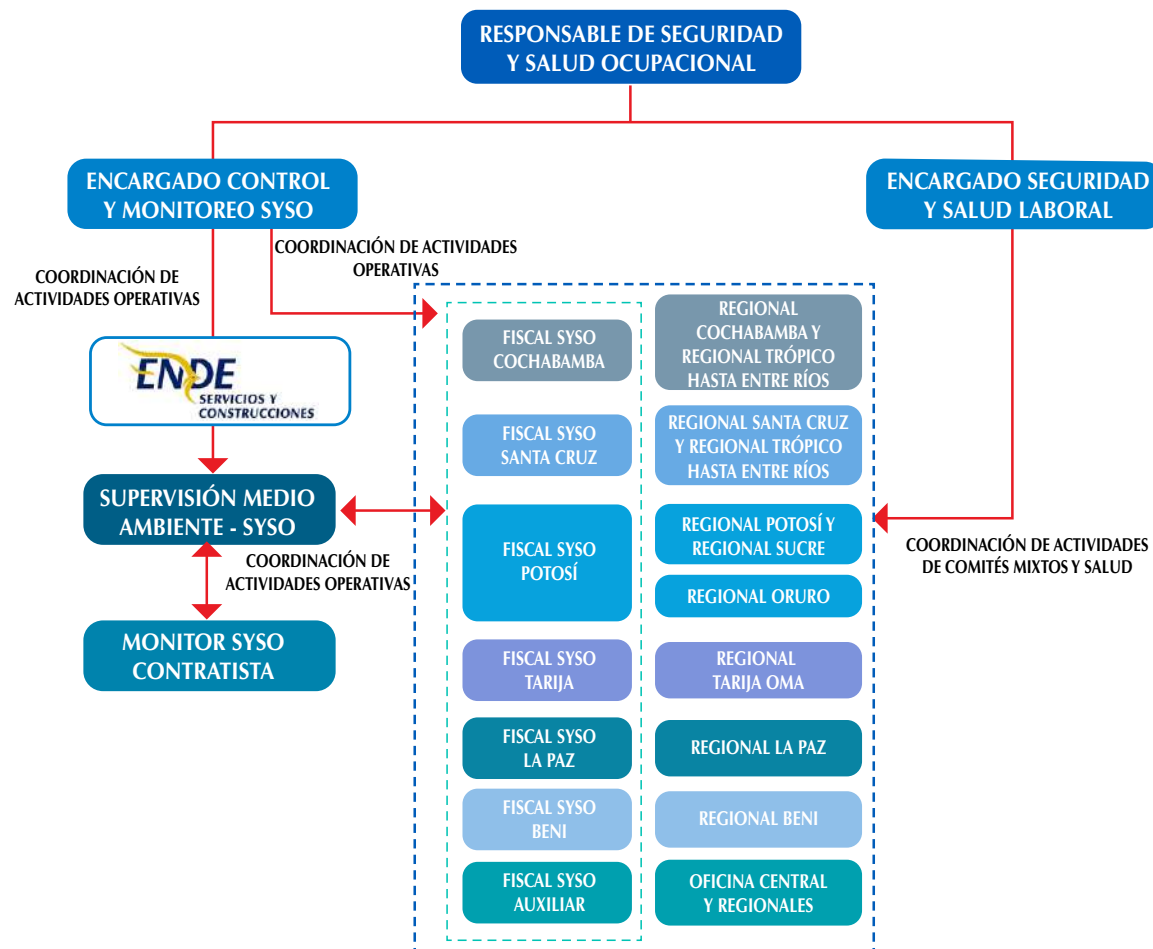 RESPONSABLE DE SEGURIDAD
Y SALUD OCUPACIONAL
ENCARGADO CONTROL
Y MONITOREO SYSO
ENCARGADO SEGURIDAD
Y SALUD LABORAL
COORDINACIÓN DE ACTIVIDADES
OPERATIVAS
COORDINACIÓN DE
ACTIVIDADES OPERATIVAS
ENDE
SERVICIOS Y
CONSTRUCCIONES
SUPERVISIÓN MEDIO
AMBIENTE - SYSO
COORDINACIÓN DE
ACTIVIDADES OPERATIVAS
MONITOR SYSO
CONTRATISTA
FISCAL SYSO
COCHABAMBA
REGIONAL
COCHABAMBA Y
REGIONAL TRÓPICO
HASTA ENTRE RÍOS
FISCAL SYSO
SANTA CRUZ
REGIONAL SANTA CRUZ
Y REGIONAL TRÓPICO
HASTA ENTRE RÍOS
FISCAL SYSO
POTOSÍ
REGIONAL POTOSÍ Y
REGIONAL SUCRE
REGIONAL ORURO
FISCAL SYSO
TARIJA
REGIONAL
TARIJA OMA
FISCAL SYSO
LA PAZ
REGIONAL LA PAZ
FISCAL SYSO
BENI
REGIONAL BENI
FISCAL SYSO
AUXILIAR
OFICINA CENTRAL
Y REGIONALES
COORDINACIÓN DE ACTIVIDADES
DE COMITÉS MIXTOS Y SALUD